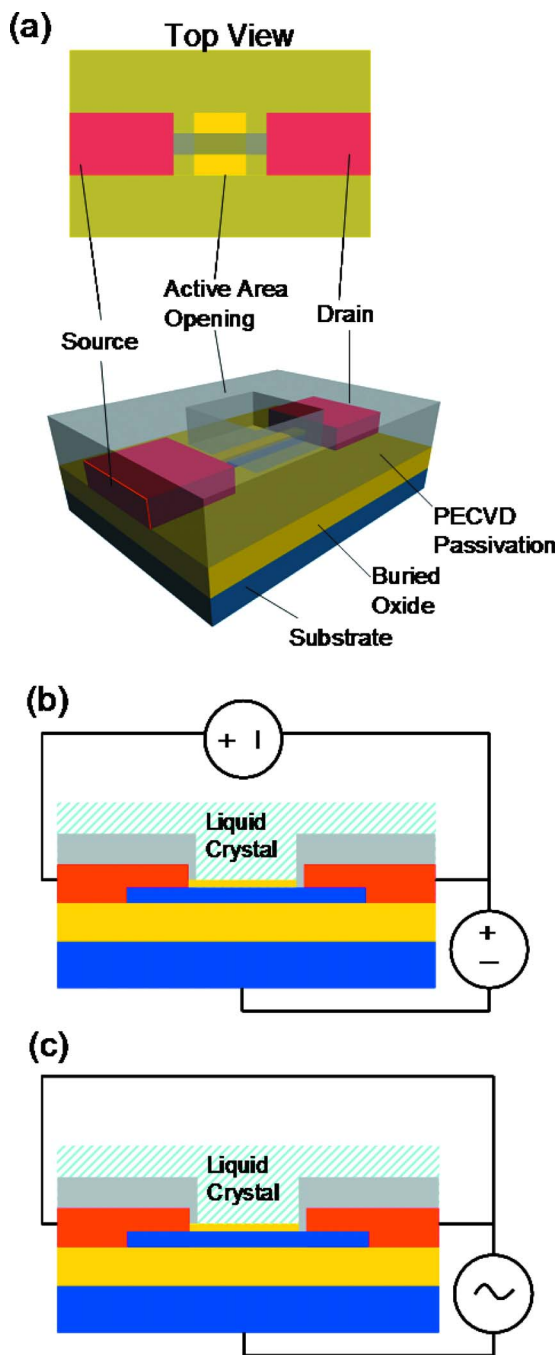 (a)
Top View
Active Area
Opening
Source
Drain
PECVD
Passivation
Buried
Oxide
Substrate
(b)
+ −
Liquid
Crystal
+
−
(c)
Liquid
Crystal